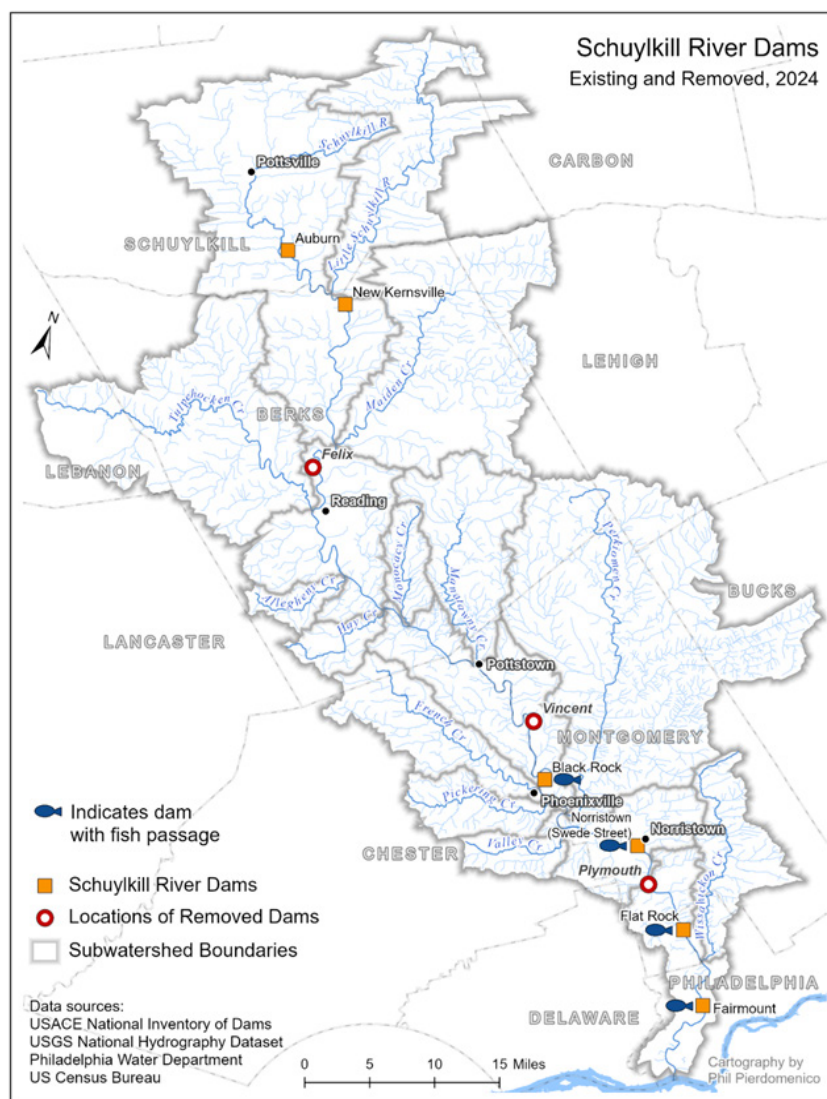 Schuylkill River Dams
Existing and Removed, 2024
Schuylkill R
Pottsville
CARBON
SCHUYLKILL
Auburn
Little Schuylkill R
New Kernsville
N
LEHIGH
Maiden Cr
Tulpehocken Cr
BERKS
LEBANON
Felix
Reading
Monocacy Cr
Manatawny Cr
Perkiomen Cr
BUCKS
Allegheny Cr
Hay Cr
LANCASTER
Pottstown
Vincent
French Cr
MONTGOMERY
Black Rock
Pickering Cr
Phoenixville
Indicates dam
with fish passage
Norristown
(Swede Street)
Norristown
Valley Cr
CHESTER
Plymouth
Wissahickon Cr
Schuylkill River Dams
Locations of Removed Dams
Flat Rock
Subwatershed Boundaries
PHILADELPHIA
DELAWARE
Fairmount
Data sources:
USACE National Inventory of Dams
USGS National Hydrography Dataset
Philadelphia Water Department
US Census Bureau
0 5 10 15 Miles
Cartography by
Phil Pierdomenico